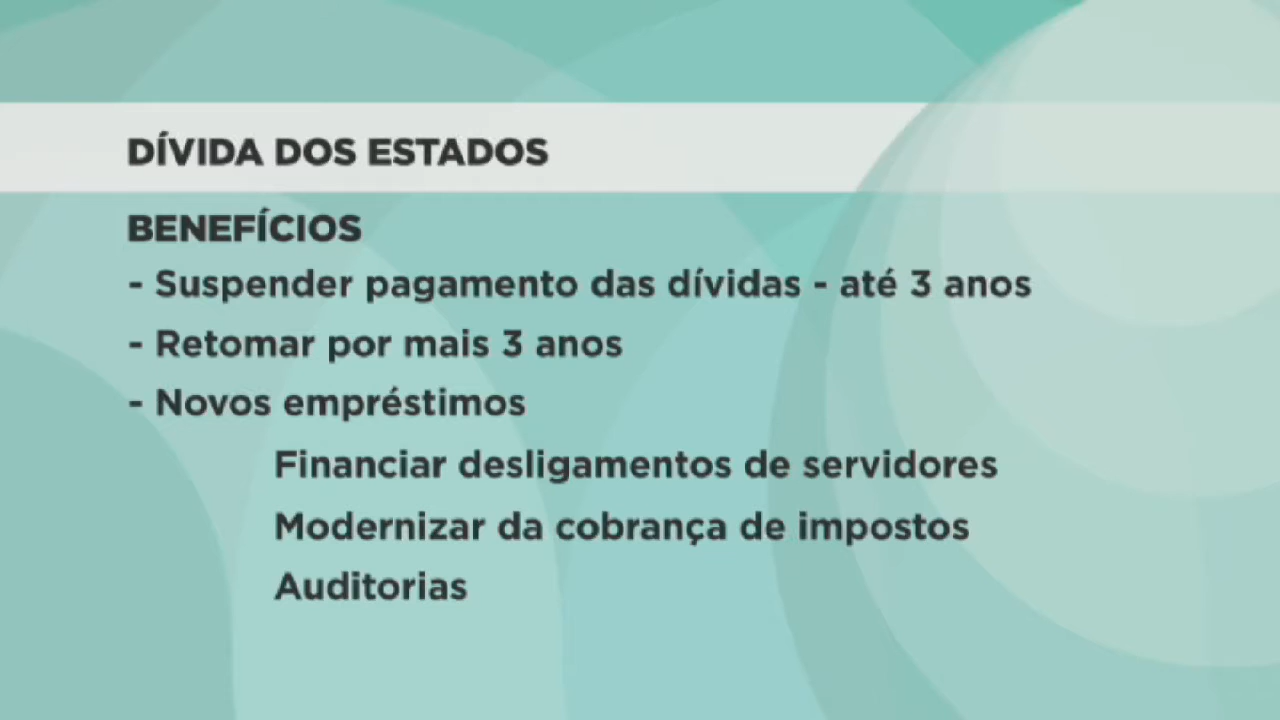 DÍVIDA DOS ESTADOS
BENEFÍCIOS
- Suspender pagamento das dívidas - até 3 anos
- Retomar por mais 3 anos
- Novos empréstimos
Financiar desligamentos de servidores
Modernizar da cobrança de impostos
Auditorias